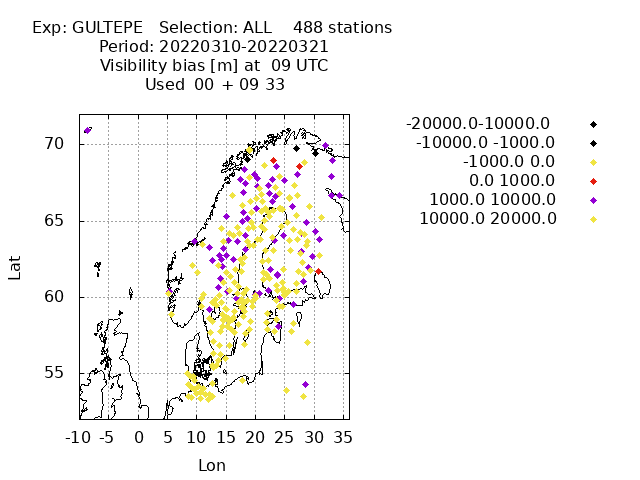 Exp: GULTEPE   Selection: ALL    488 stations
Period: 20220310-20220321
Visibility bias [m] at  09 UTC
Used  00 + 09 33
-20000.0-10000.0
-10000.0 -1000.0
-1000.0 0.0
0.0 1000.0
1000.0 10000.0
10000.0 20000.0
70
65
60
55
Lat
-10 -5 0 5 10 15 20 25 30 35
Lon